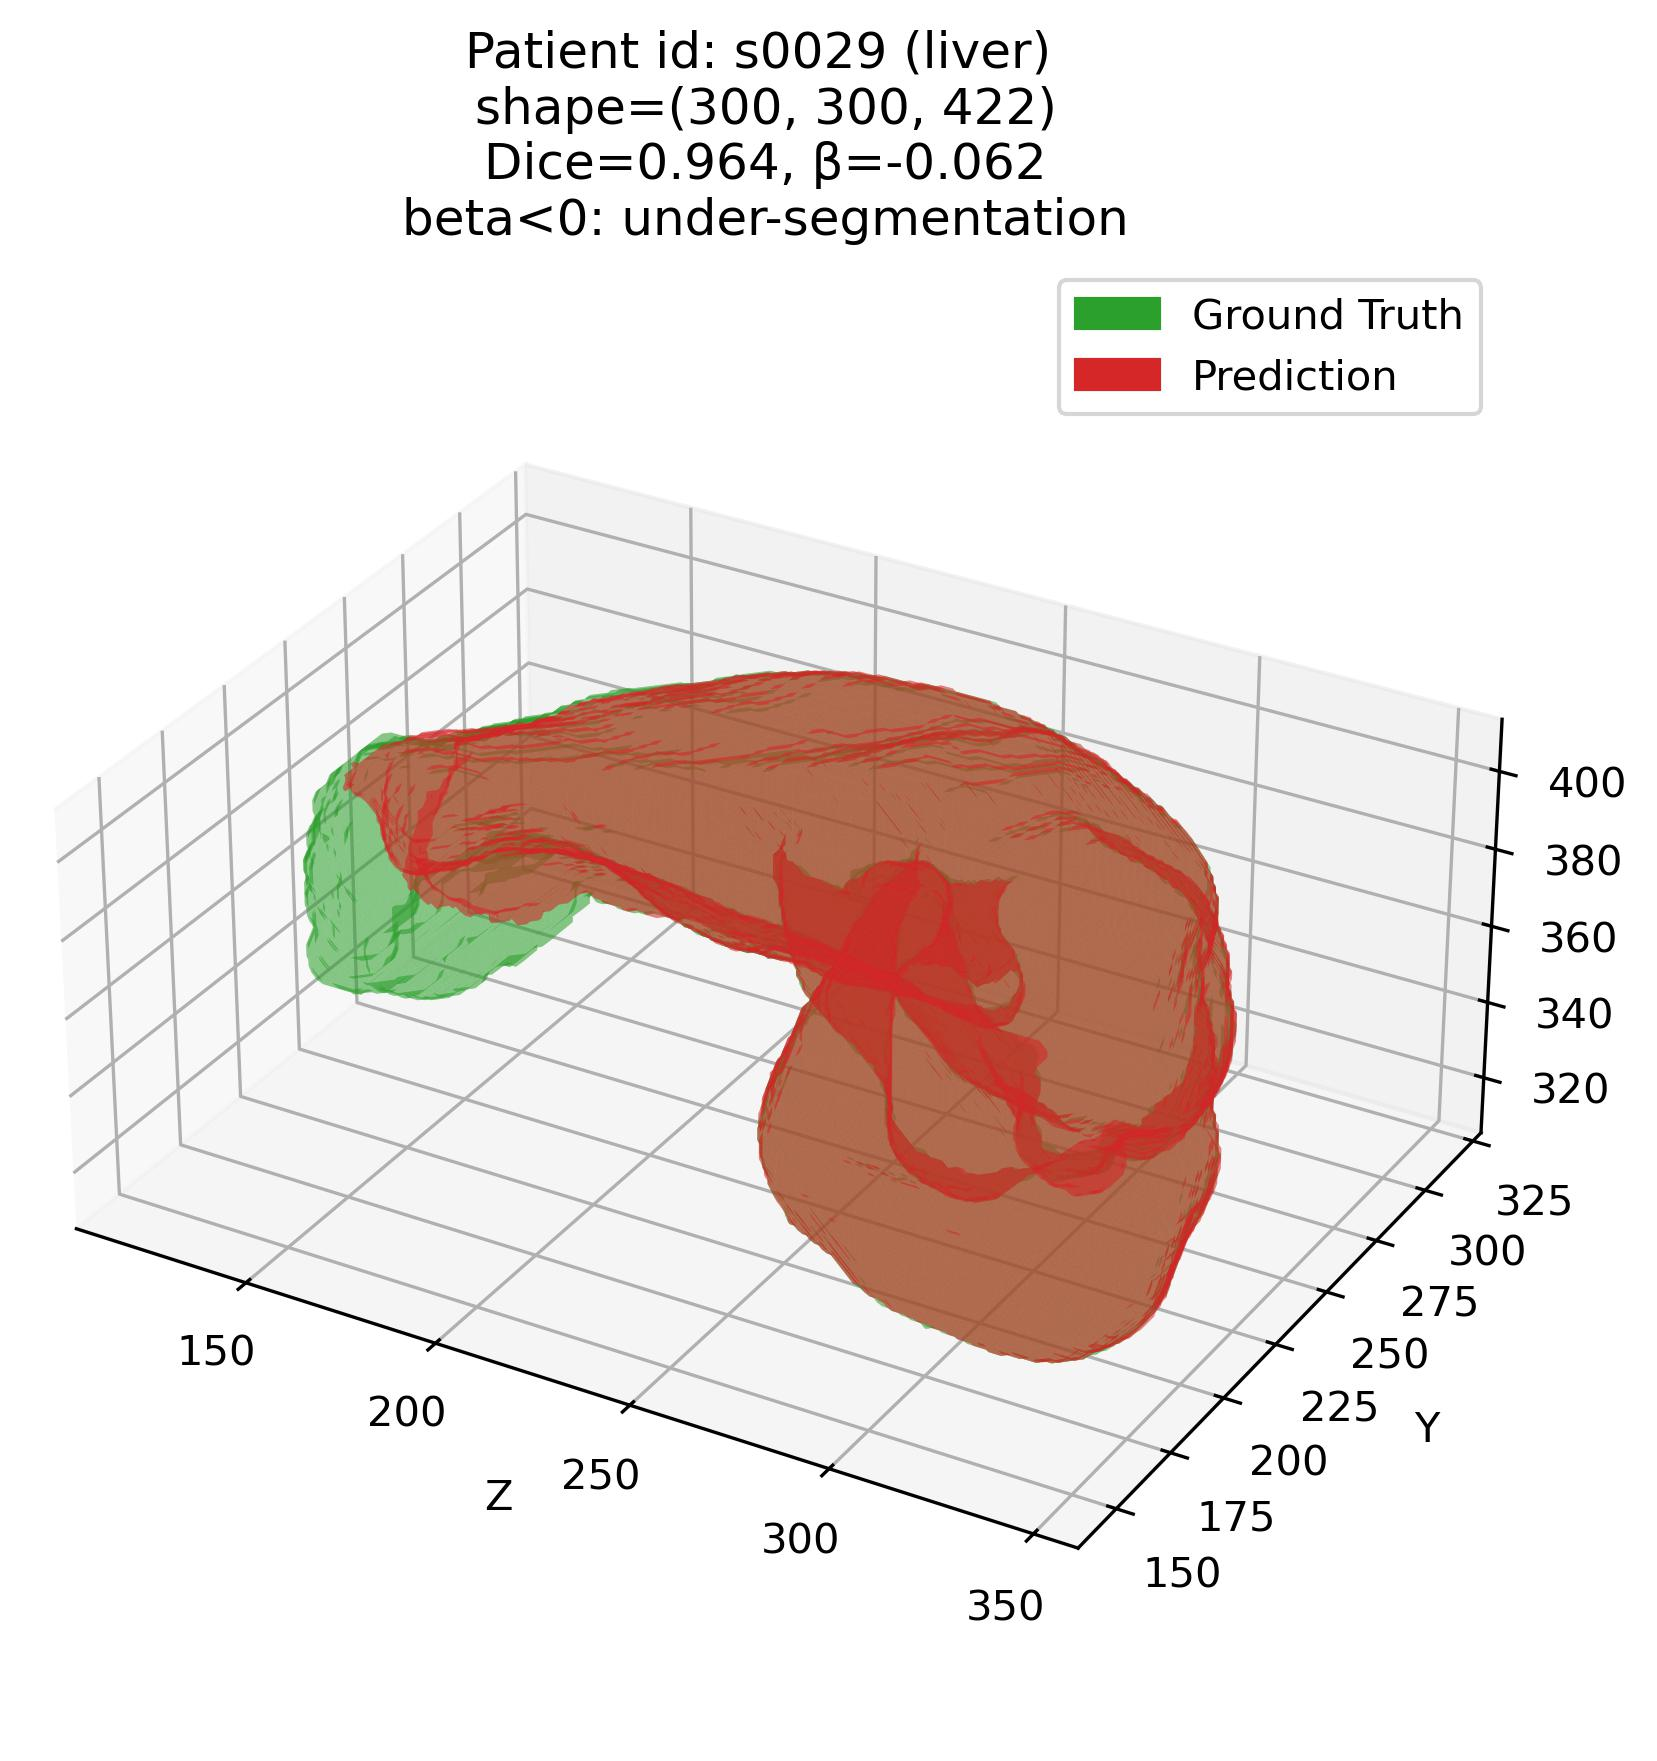 Patient id: s0029 (liver)
shape=(300, 300, 422)
Dice=0.964, β=-0.062
beta<0: under-segmentation
Ground Truth
Prediction
400
380
360
340
320
325
300
275
250
225
200
175
150
Y
150
200
250
300
350
Z